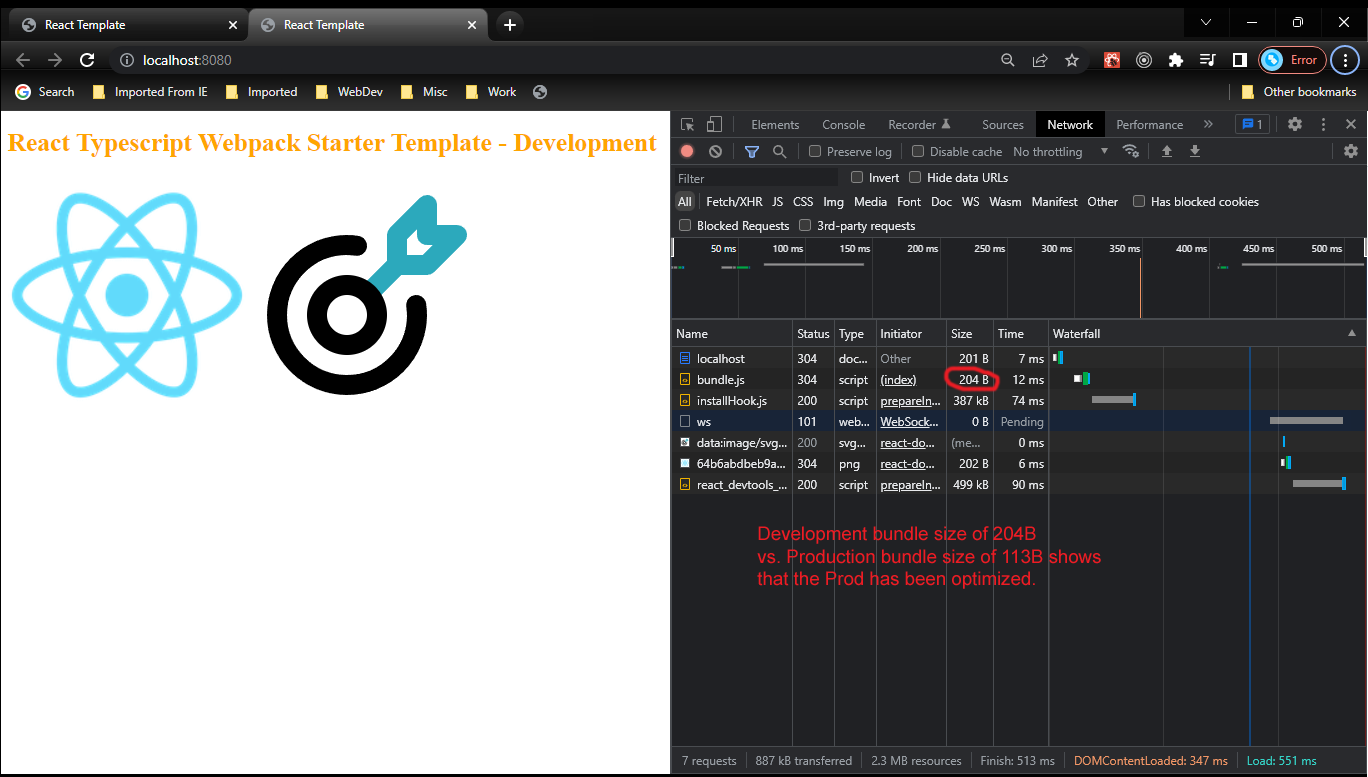 React Template
React Template
localhost:8080
Error
Search
Imported From IE
Imported
WebDev
Misc
Work
Other bookmarks
React Typescript Webpack Starter Template - Development
Elements Console Recorder Sources Network Performance 1
Preserve log Disable cache No throttling
Filter Invert Hide data URLs
All Fetch/XHR JS CSS Img Media Font Doc WS Wasm Manifest Other Has blocked cookies
Blocked Requests 3rd-party requests
50 ms 100 ms 150 ms 200 ms 250 ms 300 ms 350 ms 400 ms 450 ms 500 ms
Name Status Type Initiator Size Time Waterfall
localhost 304 doc... Other 201 B 7 ms
bundle.js 304 script (index) 204 B 12 ms
installHook.js 200 script prepareIn... 387 kB 74 ms
ws 101 web... WebSock... 0 B Pending
data:image/svg... 200 svg... react-do... (me... 0 ms
64b6abdbeb9a... 304 png react-do... 202 B 6 ms
react_devtools_... 200 script prepareIn... 499 kB 90 ms
Development bundle size of 204B
vs. Production bundle size of 113B shows
that the Prod has been optimized.
7 requests 887 kB transferred 2.3 MB resources Finish: 513 ms DOMContentLoaded: 347 ms Load: 551 ms